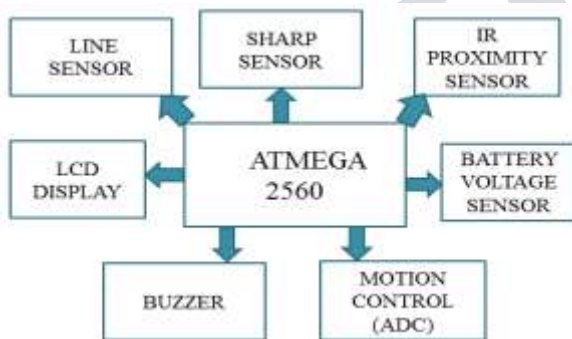 LINE
SENSOR
SHARP
SENSOR
IR
PROXIMITY
SENSOR
LCD
DISPLAY
ATMEGA
2560
BATTERY
VOLTAGE
SENSOR
BUZZER
MOTION
CONTROL
(ADC)